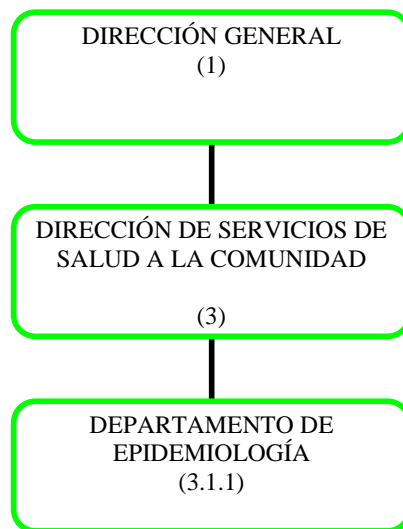 DIRECCIÓN GENERAL
(1)
DIRECCIÓN DE SERVICIOS DE
SALUD A LA COMUNIDAD
(3)
DEPARTAMENTO DE
EPIDEMIOLOGÍA
(3.1.1)